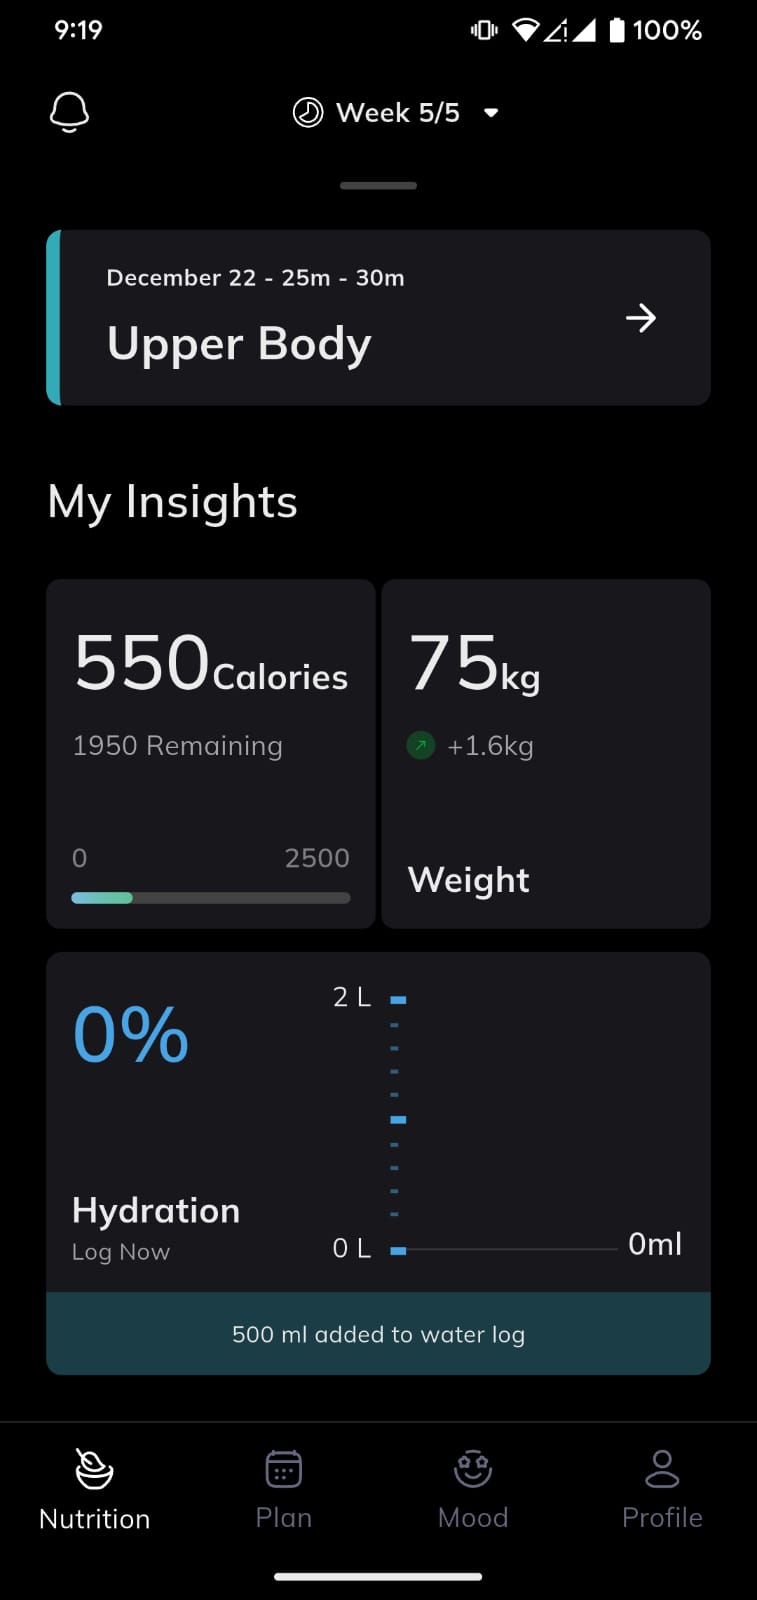 9:19
100%
Week 5/5
December 22 - 25m - 30m
Upper Body
My Insights
550Calories
1950 Remaining
0 2500
75kg
+1.6kg
Weight
0%
Hydration
Log Now
2 L
0 L
0ml
500 ml added to water log
Nutrition
Plan
Mood
Profile